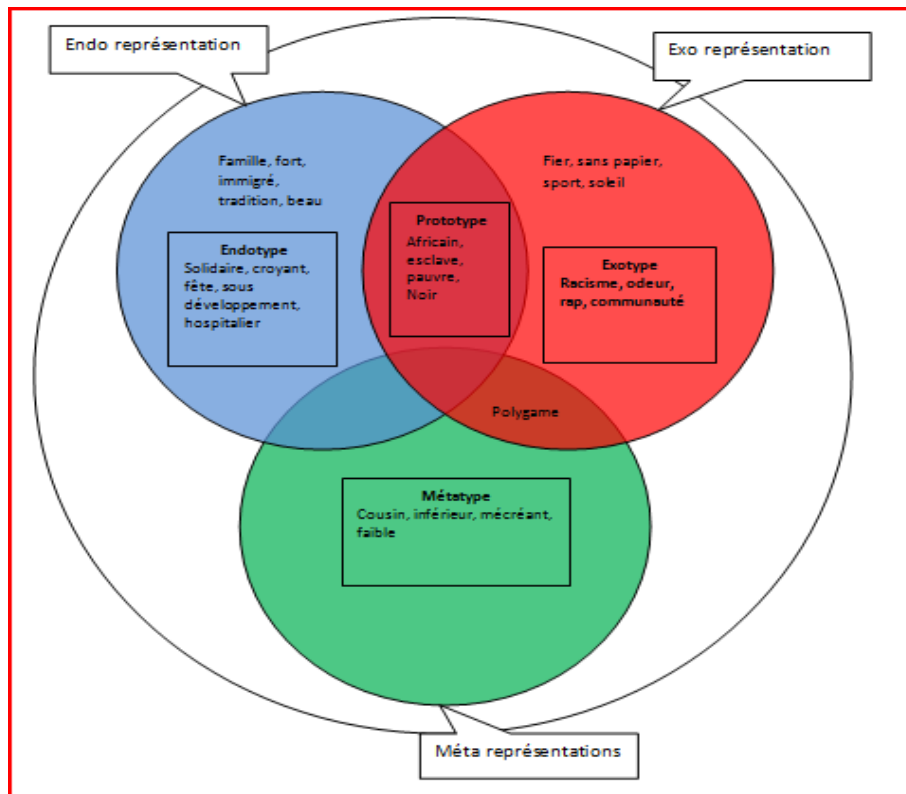 Endo représentation
Exo représentation
Famille, fort,
immigré,
tradition, beau
Fier, sans papier,
sport, soleil
Endotype
Solidaire, croyant,
fête, sous
développement,
hospitalier
Prototype
Africain,
esclave,
pauvre,
Noir
Exotype
Racisme, odeur,
rap, communauté
Polygame
Métatype
Cousin, inférieur, mécréant,
faible
Méta représentations